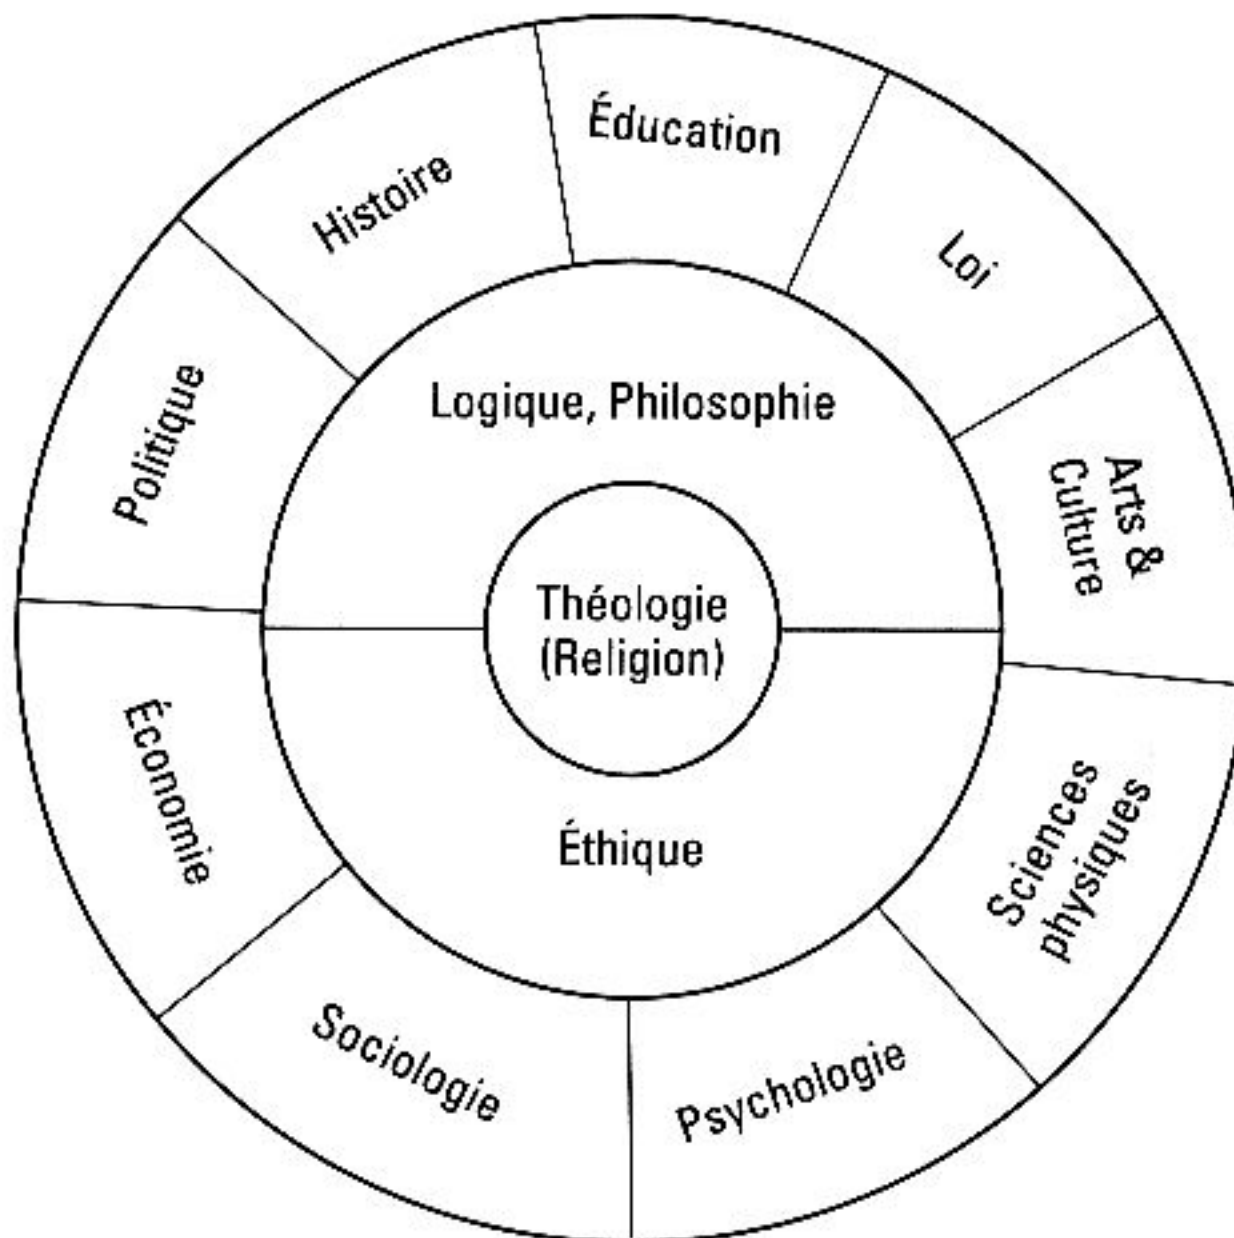 Éducation
Histoire
Loi
Politique
Logique, Philosophie
Arts &
Culture
Théologie
(Religion)
Économie
Éthique
Sciences
physiques
Sociologie
Psychologie